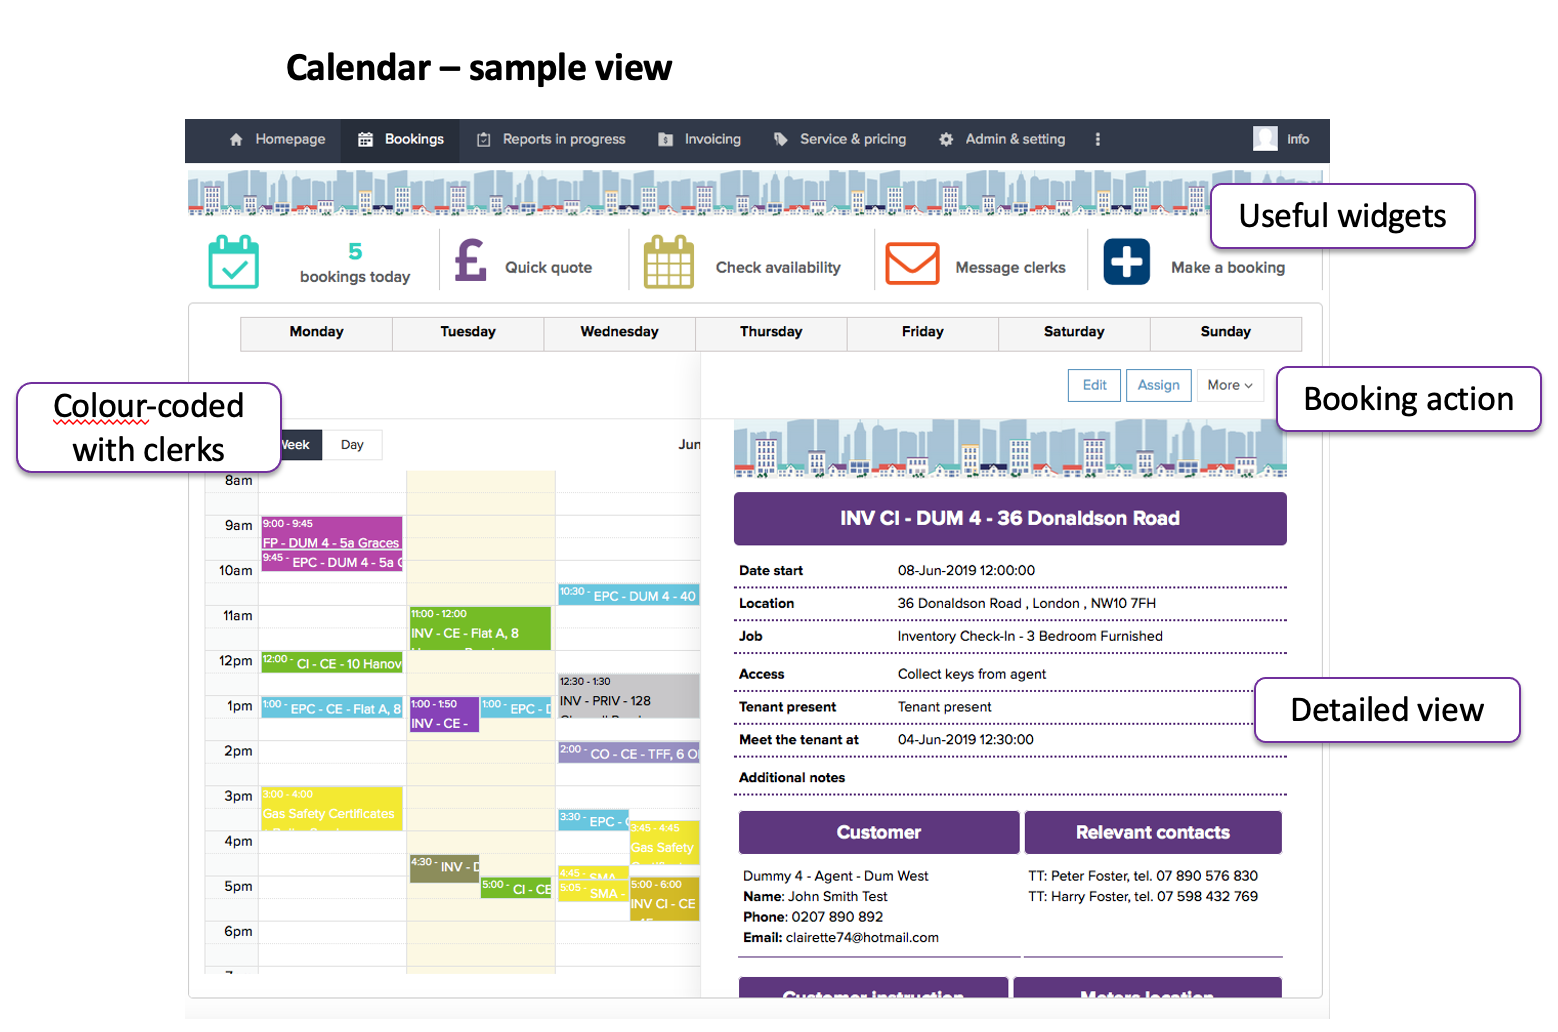 Calendar – sample view
Homepage
Bookings
Reports in progress
Invoicing
Service & pricing
Admin & setting
Info
Useful widgets
5
bookings today
£
Quick quote
Check availability
Message clerks
Make a booking
Monday
Tuesday
Wednesday
Thursday
Friday
Saturday
Sunday
Edit
Assign
More
Booking action
Colour-coded
with clerks
Week
Day
Jun
8am
9am
10am
11am
12pm
1pm
2pm
3pm
4pm
5pm
6pm
9:00 - 9:45
FP - DUM 4 - 5a Graces
9:45 - EPC - DUM 4 - 5a
12:00 - CI - CE - 10 Hanov
1:00 - EPC - CE - Flat A, 8
3:00 - 4:00
Gas Safety Certificates
11:00 - 12:00
INV - CE - Flat A, 8
1:00 - 1:50
INV - CE -
1:00 - EPC -
4:30 - INV -
5:00 - CI - CE
10:30 - EPC - DUM 4 - 40
12:30 - 1:30
INV - PRIV - 128
2:00 - CO - CE - TFF, 6
3:30 - EPC -
3:45 - 4:45
Gas Safety
4:45 - SMA
5:05 - SMA -
5:00 - 6:00
INV CI - CE
INV CI - DUM 4 - 36 Donaldson Road
Date start 08-Jun-2019 12:00:00
Location 36 Donaldson Road , London , NW10 7FH
Job Inventory Check-In - 3 Bedroom Furnished
Access Collect keys from agent
Tenant present Tenant present
Meet the tenant at 04-Jun-2019 12:30:00
Additional notes
Detailed view
Customer
Dummy 4 - Agent - Dum West
Name: John Smith Test
Phone: 0207 890 892
Email: clairette74@hotmail.com
Relevant contacts
TT: Peter Foster, tel. 07 890 576 830
TT: Harry Foster, tel. 07 598 432 769
Customer instruction
Meters location